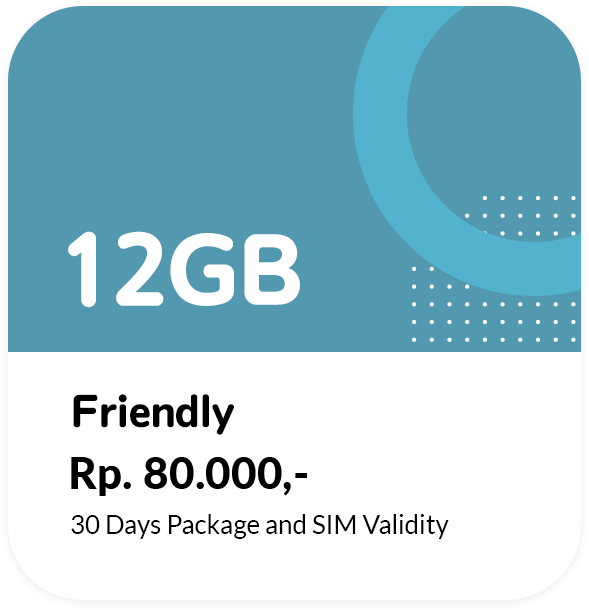 12GB
Friendly
Rp. 80.000,-
30 Days Package and SIM Validity